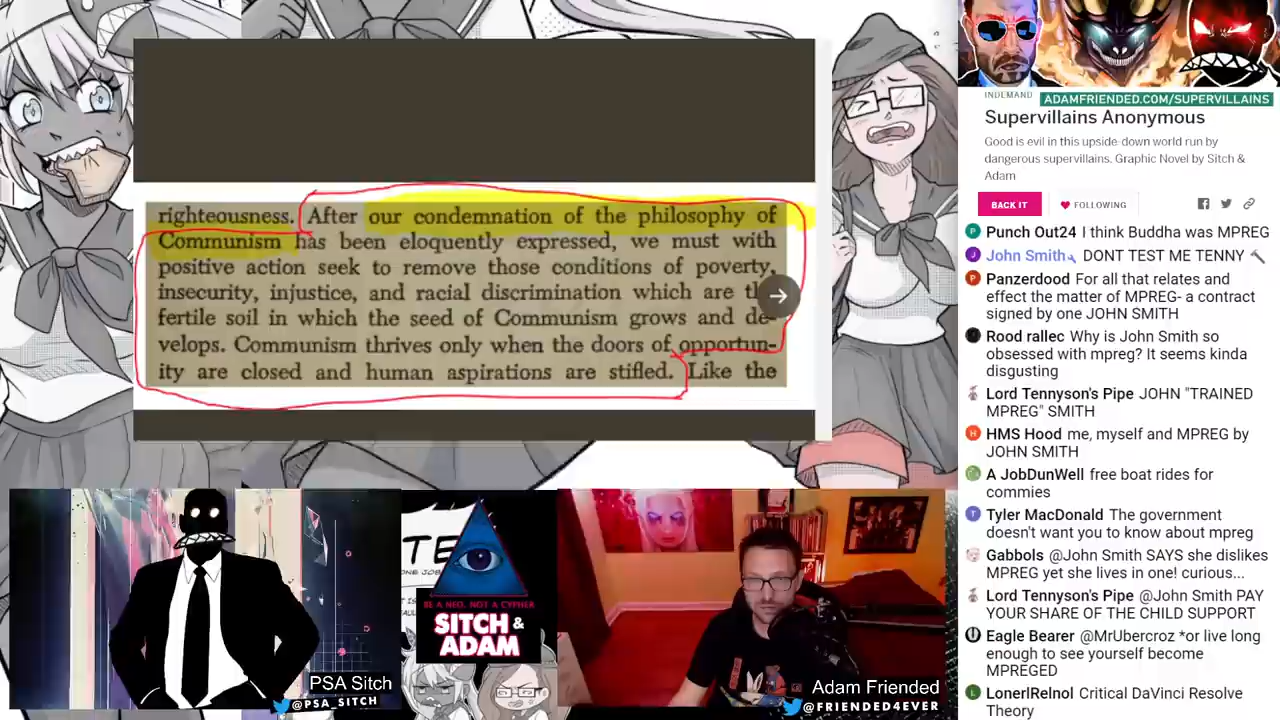 righteousness. After our condemnation of the philosophy of
Communism has been eloquently expressed, we must with
positive action seek to remove those conditions of poverty,
insecurity, injustice, and racial discrimination which are
fertile soil in which the seed of Communism grows and de-
velops. Communism thrives only when the doors of opportun-
ity are closed and human aspirations are stifled. Like the
INDEMAND
ADAMFRIENDED.COM/SUPERVILLAINS
Supervillains Anonymous
Good is evil in this upside-down world run by
dangerous supervillains. Graphic Novel by Sitch &
Adam
BACK IT
FOLLOWING
Punch Out24 I think Buddha was MPREG
John Smith DONT TEST ME TENNY
Panzerdood For all that relates and
effect the matter of MPREG- a contract
signed by one JOHN SMITH
Rood rallec Why is John Smith so
obsessed with mpreg? It seems kinda
disgusting
Lord Tennyson's Pipe JOHN "TRAINED
MPREG" SMITH
HMS Hood me, myself and MPREG by
JOHN SMITH
A JobDunWell free boat rides for
commies
Tyler MacDonald The government
doesn't want you to know about mpreg
Gabbols @John Smith SAYS she dislikes
MPREG yet she lives in one! curious...
Lord Tennyson's Pipe @John Smith PAY
YOUR SHARE OF THE CHILD SUPPORT
Eagle Bearer @MrUbercroz *or live long
enough to see yourself become
MPREGED
LonerlRelnol Critical DaVinci Resolve
Theory
PSA Sitch
@PSA_SITCH
BE A NEO, NOT A CYPHER
SITCH &
ADAM
Adam Friended
@FRIENDED4EVER